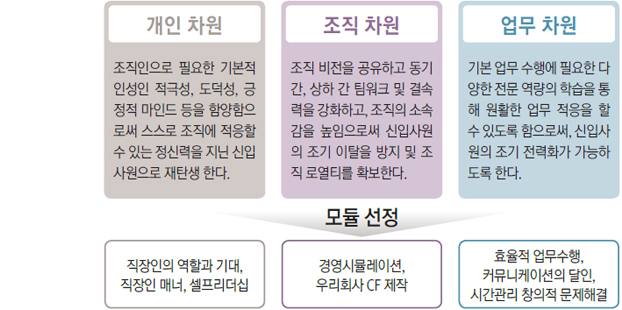 개인 차원
조직인으로 필요한 기본적
인성인 적극성, 도덕성, 긍
정적 마인드 등을 함양함으
로써 스스로 조직에 적응할
수 있는 정신력을 지닌 신입
사원으로 재탄생 한다.
조직 차원
조직 비전을 공유하고 동기
간, 상하 간 팀워크 및 결속
력을 강화하고, 조직의 소속
감을 높임으로써 신입사원
의 조기 이탈을 방지 및 조
직 로열티를 확보한다.
업무 차원
기본 업무 수행에 필요한 다
양한 전문 역량의 학습을 통
해 원활한 업무 적응을 할
수 있도록 함으로써, 신입사
원의 조기 전력화가 가능하
도록 한다.
모듈 선정
직장인의 역할과 기대,
직장인 매너, 셀프리더십
경영시뮬레이션,
우리회사 CF 제작
효율적 업무수행,
커뮤니케이션의 달인,
시간관리 창의적 문제해결